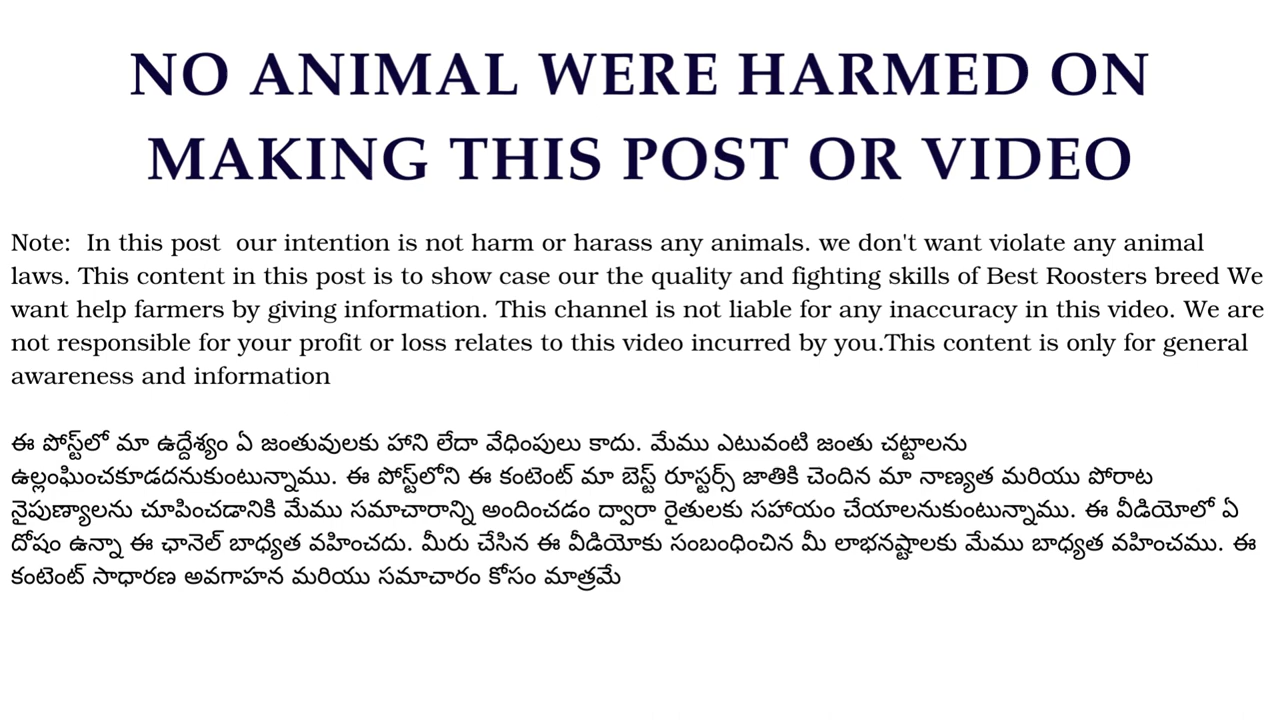 NO ANIMAL WERE HARMED ON
MAKING THIS POST OR VIDEO
Note:  In this post  our intention is not harm or harass any animals. we don't want violate any animal
laws. This content in this post is to show case our the quality and fighting skills of Best Roosters breed We
want help farmers by giving information. This channel is not liable for any inaccuracy in this video. We are
not responsible for your profit or loss relates to this video incurred by you.This content is only for general
awareness and information
ఈ పోస్ట్‌లో మా ఉద్దేశ్యం ఏ జంతువులకు హాని లేదా వేధింపులు కాదు. మేము ఎటువంటి జంతు చట్టాలను
ఉల్లంఘించకూడదనుకుంటున్నాము. ఈ పోస్ట్‌లోని ఈ కంటెంట్ మా బెస్ట్ రూస్టర్స్ జాతికి చెందిన మా నాణ్యత మరియు పోరాట
నైపుణ్యాలను చూపించడానికి మేము సమాచారాన్ని అందించడం ద్వారా రైతులకు సహాయం చేయాలనుకుంటున్నాము. ఈ వీడియోలో ఏ
దోషం ఉన్నా ఈ ఛానెల్ బాధ్యత వహించదు. మీరు చేసిన ఈ వీడియోకు సంబంధించిన మీ లాభనష్టాలకు మేము బాధ్యత వహించము. ఈ
కంటెంట్ సాధారణ అవగాహన మరియు సమాచారం కోసం మాత్రమే